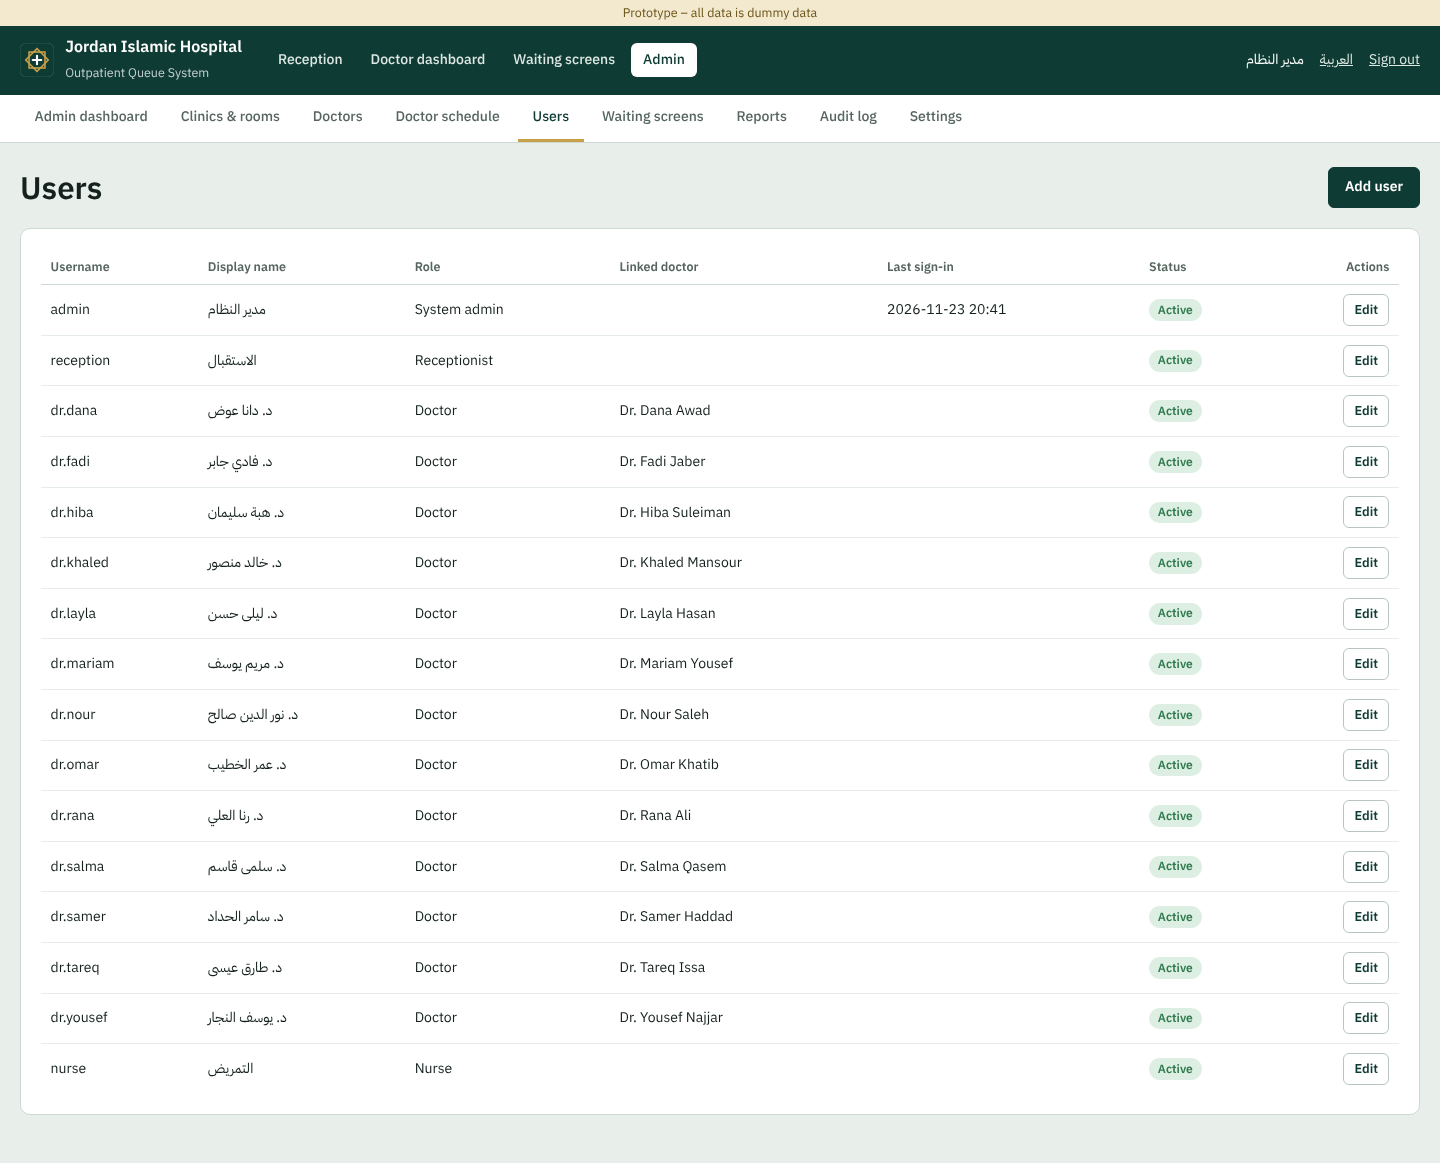 Prototype – all data is dummy data
Jordan Islamic Hospital
Outpatient Queue System
Reception Doctor dashboard Waiting screens Admin
مدير النظام العربية Sign out
Admin dashboard Clinics & rooms Doctors Doctor schedule Users Waiting screens Reports Audit log Settings
Users
Add user
Username Display name Role Linked doctor Last sign-in Status Actions
admin مدير النظام System admin 2026-11-23 20:41 Active Edit
reception الاستقبال Receptionist Active Edit
dr.dana د. دانا عوض Doctor Dr. Dana Awad Active Edit
dr.fadi د. فادي جابر Doctor Dr. Fadi Jaber Active Edit
dr.hiba د. هبة سليمان Doctor Dr. Hiba Suleiman Active Edit
dr.khaled د. خالد منصور Doctor Dr. Khaled Mansour Active Edit
dr.layla د. ليلى حسن Doctor Dr. Layla Hasan Active Edit
dr.mariam د. مريم يوسف Doctor Dr. Mariam Yousef Active Edit
dr.nour د. نور الدين صالح Doctor Dr. Nour Saleh Active Edit
dr.omar د. عمر الخطيب Doctor Dr. Omar Khatib Active Edit
dr.rana د. رنا العلي Doctor Dr. Rana Ali Active Edit
dr.salma د. سلمى قاسم Doctor Dr. Salma Qasem Active Edit
dr.samer د. سامر الحداد Doctor Dr. Samer Haddad Active Edit
dr.tareq د. طارق عيسى Doctor Dr. Tareq Issa Active Edit
dr.yousef د. يوسف النجار Doctor Dr. Yousef Najjar Active Edit
nurse التمريض Nurse Active Edit